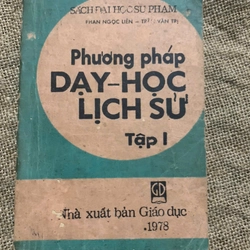 SÁCH ĐẠI HỌC SƯ PHẠM
PHAN NGỌC LIÊN - TRẦN VĂN TRỊ
Phương pháp
DẠY-HỌC
LỊCH SỬ
Tập I
GD
Nhà xuất bản Giáo dục
1978